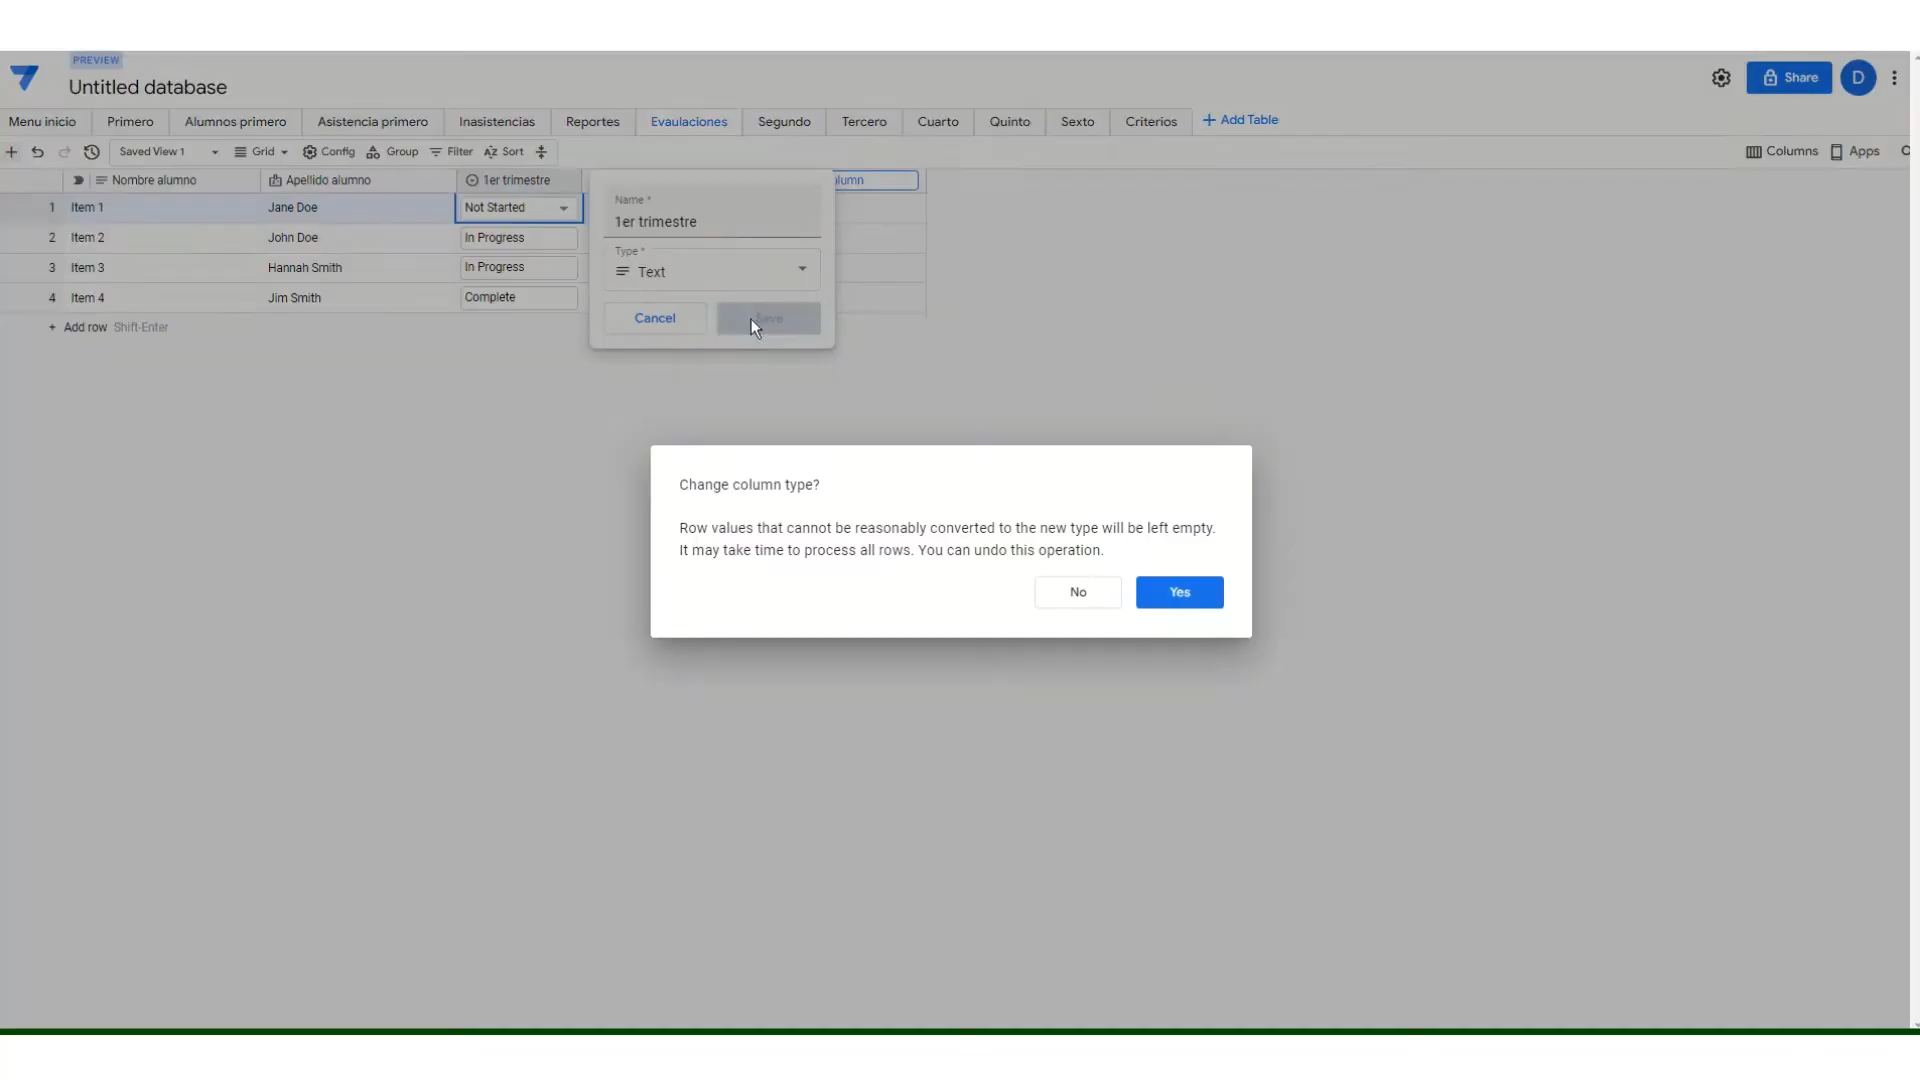 PREVIEW
Untitled database
Share
D
Menu inicio
Primero
Alumnos primero
Asistencia primero
Inasistencias
Reportes
Evaulaciones
Segundo
Tercero
Cuarto
Quinto
Sexto
Criterios
+ Add Table
Saved View 1
Grid
Config
Group
Filter
Sort
Columns
Apps
Nombre alumno
Apellido alumno
1er trimestre
1 Item 1 Jane Doe Not Started
2 Item 2 John Doe In Progress
3 Item 3 Hannah Smith In Progress
4 Item 4 Jim Smith Complete
+ Add row Shift-Enter
Name *
1er trimestre
Type *
Text
Cancel
Change column type?
Row values that cannot be reasonably converted to the new type will be left empty.
It may take time to process all rows. You can undo this operation.
No
Yes